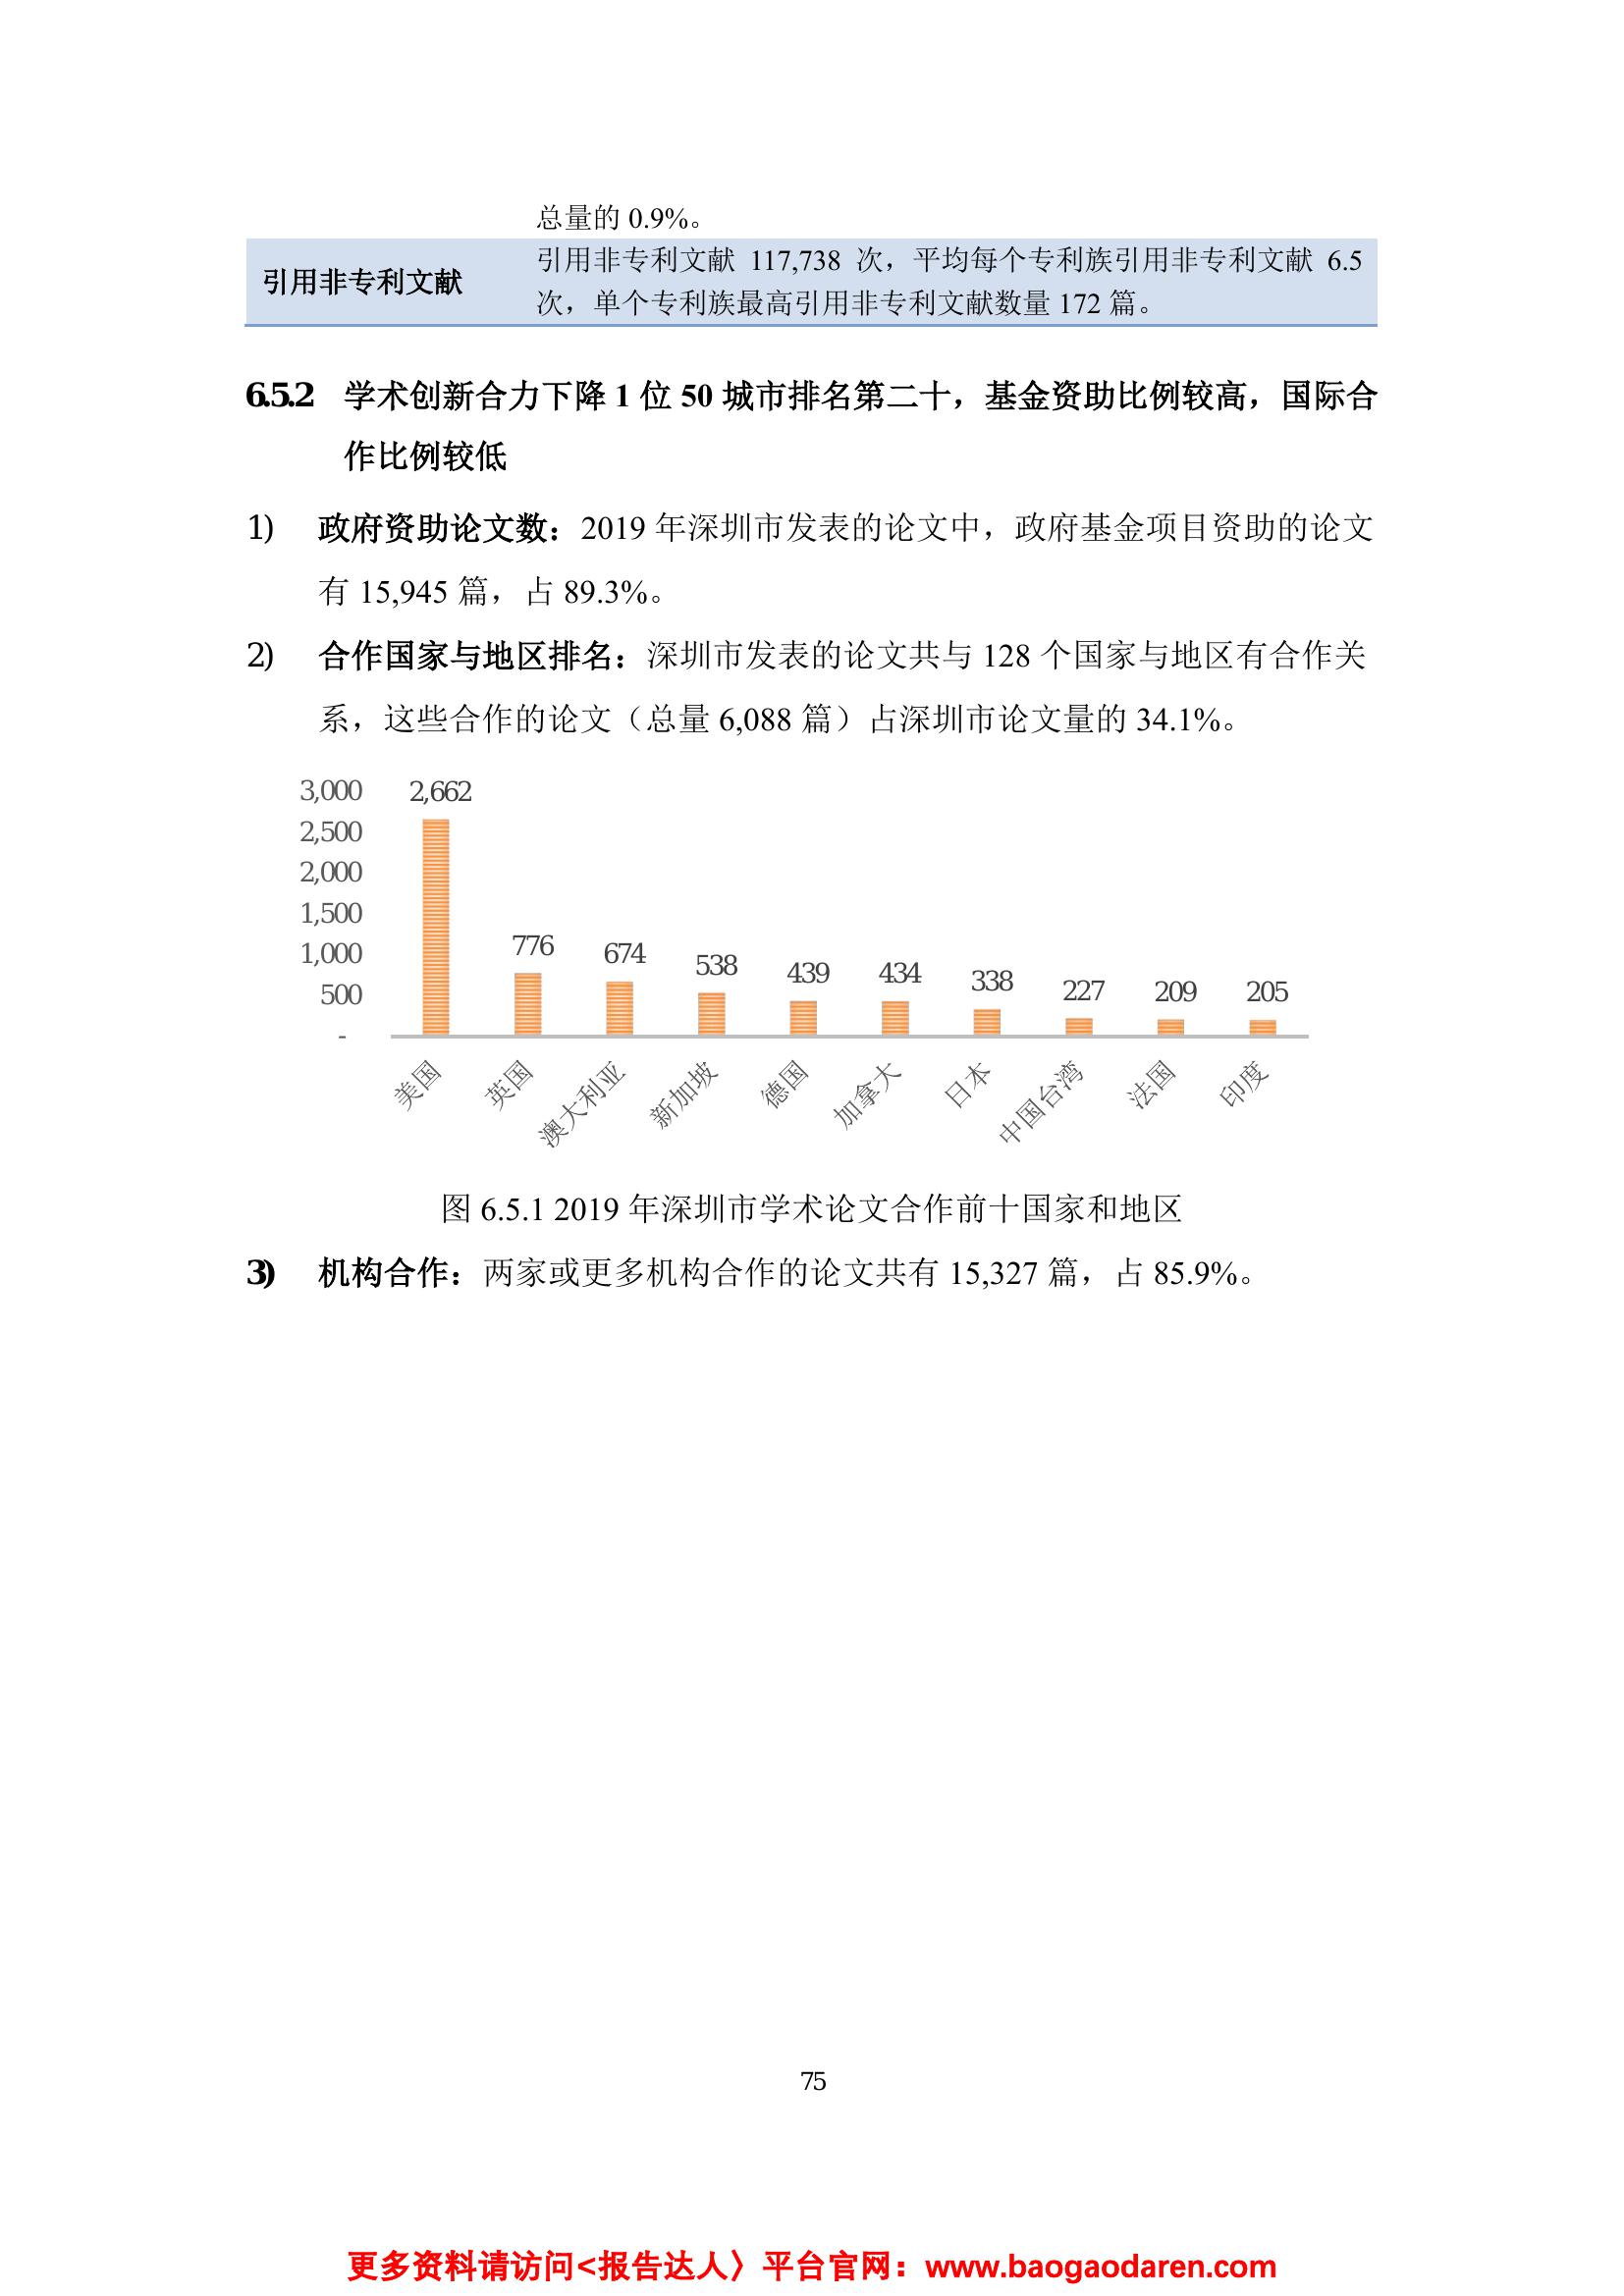 总量的 0.9%。
引用非专利文献
引用非专利文献 117,738 次，平均每个专利族引用非专利文献 6.5
次，单个专利族最高引用非专利文献数量 172 篇。
6.5.2 学术创新合力下降 1 位 50 城市排名第二十，基金资助比例较高，国际合
作比例较低
1) 政府资助论文数：2019 年深圳市发表的论文中，政府基金项目资助的论文
有 15,945 篇，占 89.3%。
2) 合作国家与地区排名：深圳市发表的论文共与 128 个国家与地区有合作关
系，这些合作的论文（总量 6,088 篇）占深圳市论文量的 34.1%。
3,000
2,500
2,000
1,500
1,000
500
-
2,662
776
674
538
439
434
338
227
209
205
美国
英国
澳大利亚
新加坡
德国
加拿大
日本
中国台湾
法国
印度
图 6.5.1 2019 年深圳市学术论文合作前十国家和地区
3) 机构合作：两家或更多机构合作的论文共有 15,327 篇，占 85.9%。
75
更多资料请访问<报告达人〉平台官网：www.baogaodaren.com